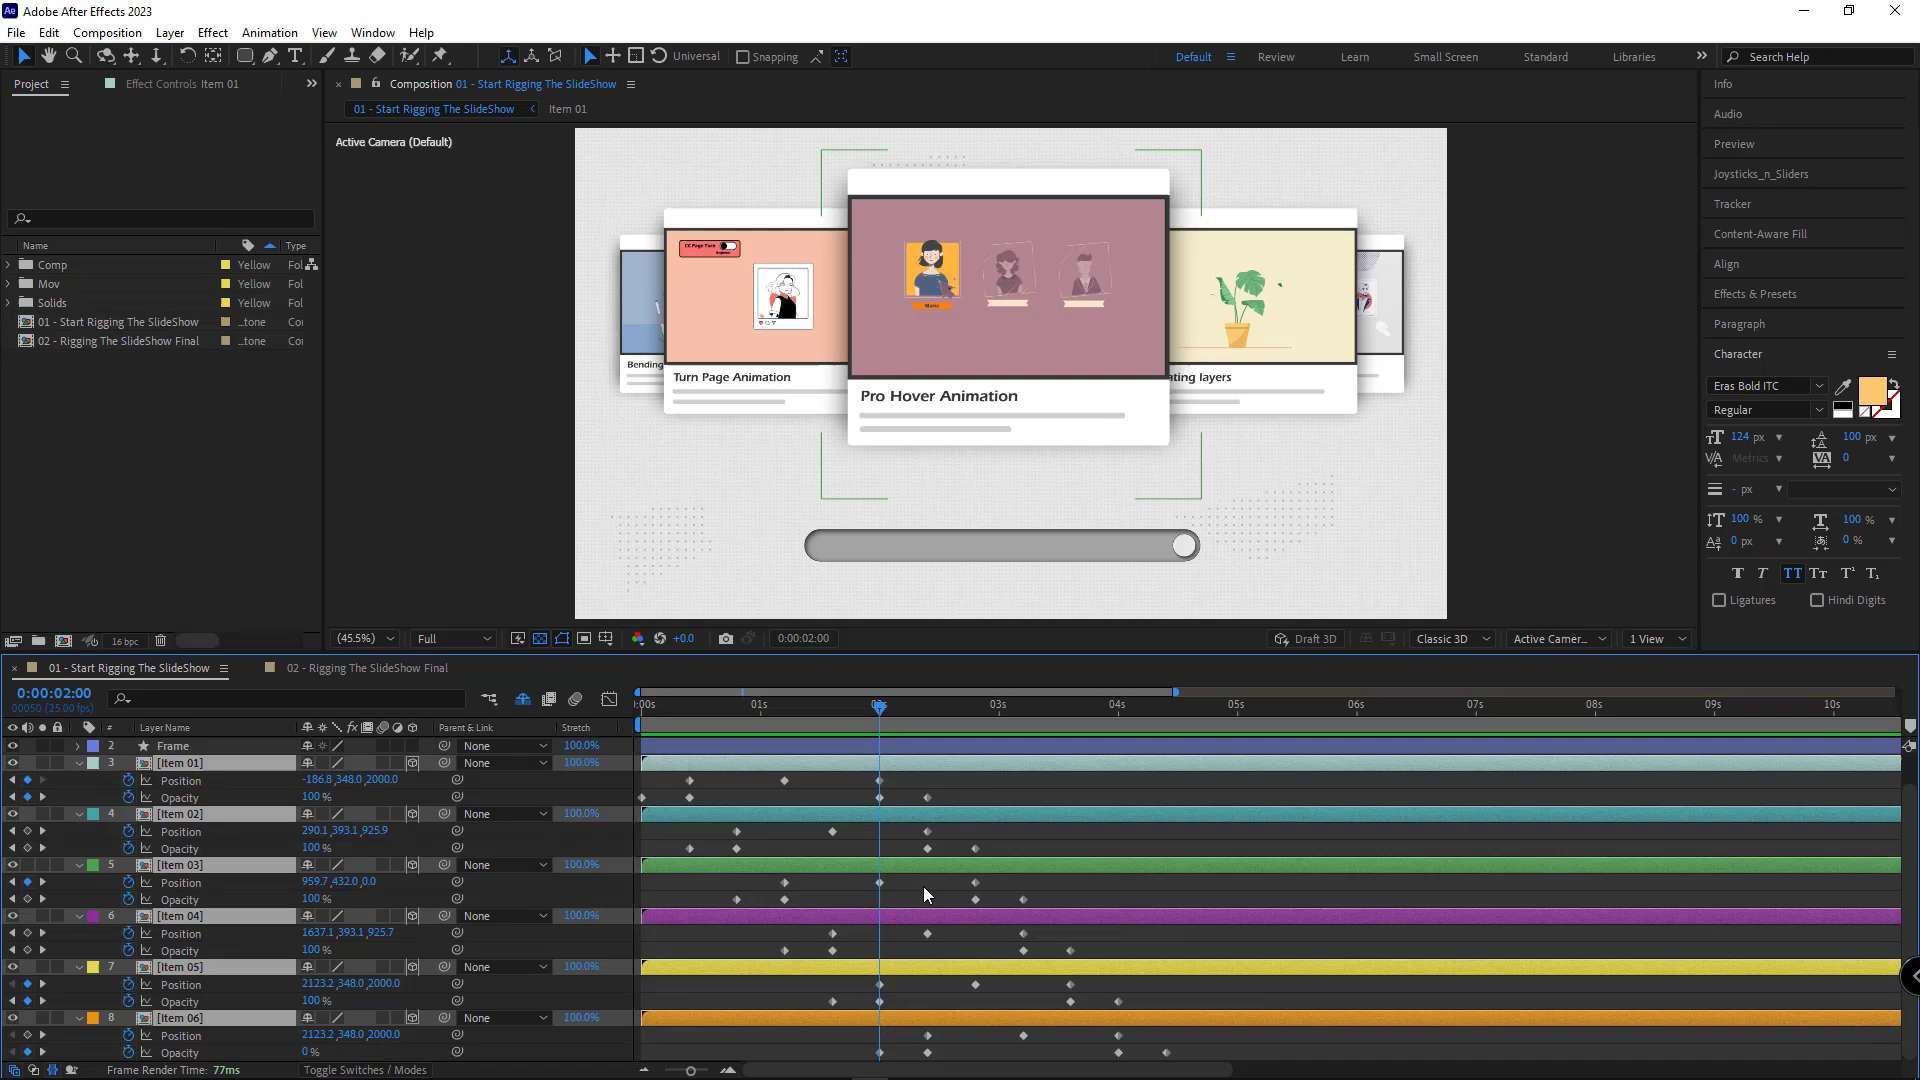 Adobe After Effects 2023
File Edit Composition Layer Effect Animation View Window Help
Universal Snapping Default Review Learn Small Screen Standard Libraries Search Help
Project Effect Controls Item 01
Composition 01 - Start Rigging The SlideShow
01 - Start Rigging The SlideShow Item 01
Active Camera (Default)
Name Type
Comp Yellow Fol
Mov Yellow Fol
Solids Yellow Fol
01 - Start Rigging The SlideShow ...tone Coi
02 - Rigging The SlideShow Final ...tone Coi
16 bpc
CC Page Turn
Bending
Turn Page Animation
Pro Hover Animation
ating layers
(45.5%) Full +0.0 0:00:02:00 Draft 3D Classic 3D Active Camer... 1 View
Info
Audio
Preview
Joysticks_n_Sliders
Tracker
Content-Aware Fill
Align
Effects & Presets
Paragraph
Character
Eras Bold ITC
Regular
124 px 100 px
Metrics 0
- px
100 % 100 %
0 px 0 %
Ligatures Hindi Digits
01 - Start Rigging The SlideShow 02 - Rigging The SlideShow Final
0:00:02:00
00050 (25.00 fps)
:00s 01s 03s 04s 05s 06s 07s 08s 09s 10s
# Layer Name Parent & Link Stretch
2 Frame None 100.0%
3 [Item 01] None 100.0%
Position -186.8,348.0,2000.0
Opacity 100 %
4 [Item 02] None 100.0%
Position 290.1,393.1,925.9
Opacity 100 %
5 [Item 03] None 100.0%
Position 959.7,432.0,0.0
Opacity 100 %
6 [Item 04] None 100.0%
Position 1637.1,393.1,925.7
Opacity 100 %
7 [Item 05] None 100.0%
Position 2123.2,348.0,2000.0
Opacity 100 %
8 [Item 06] None 100.0%
Position 2123.2,348.0,2000.0
Opacity 0 %
Frame Render Time: 77ms Toggle Switches / Modes